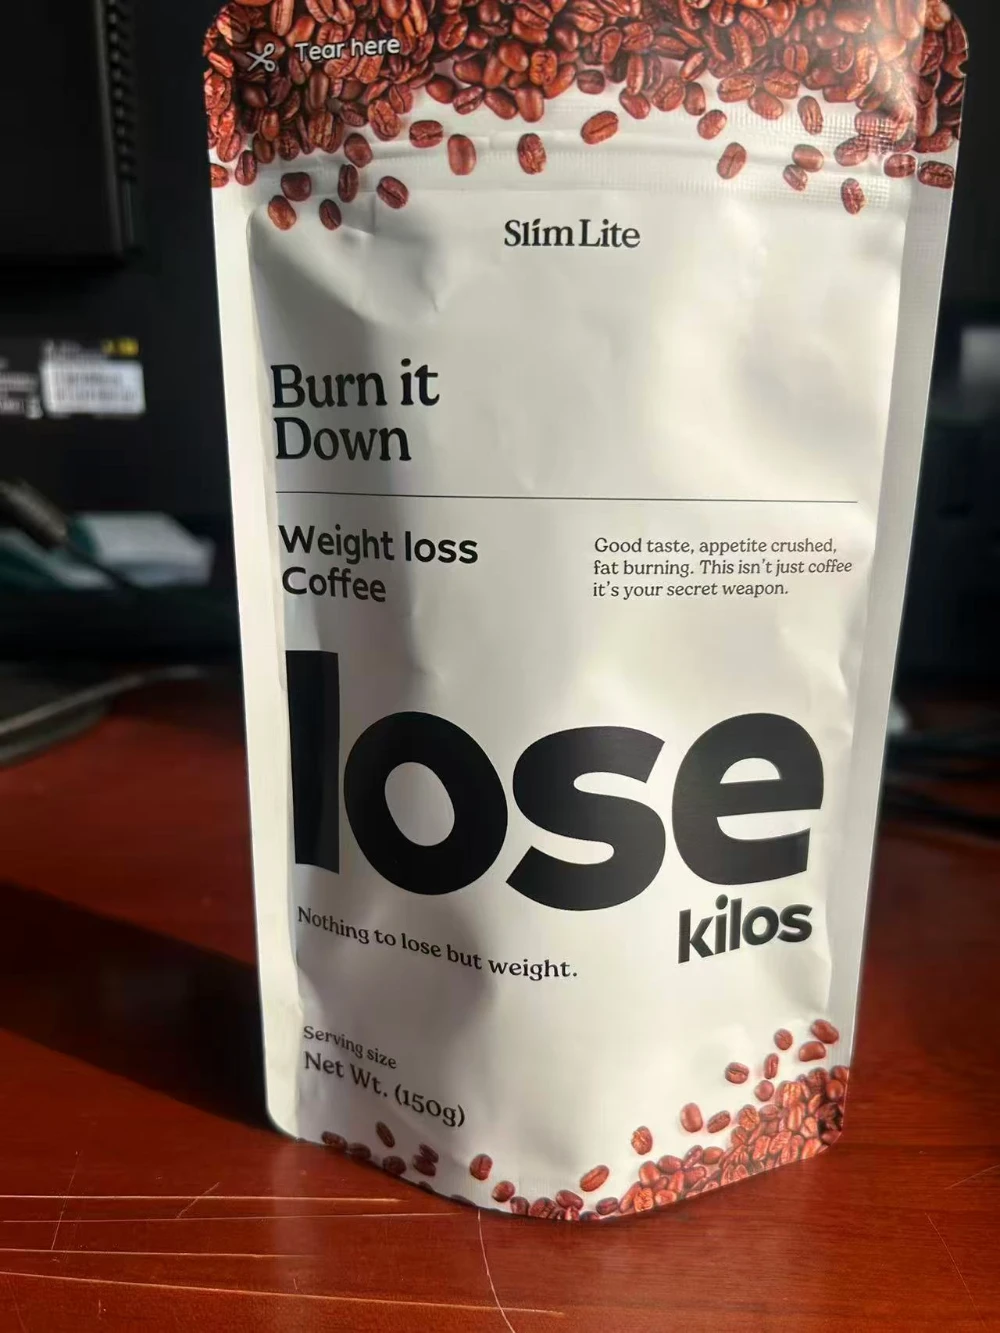 Tear here
Slim Lite
Burn it
Down
Weight loss
Coffee
Good taste, appetite crushed,
fat burning. This isn't just coffee
it's your secret weapon.
lose
kilos
Nothing to lose but weight.
Serving size
Net Wt. (150g)